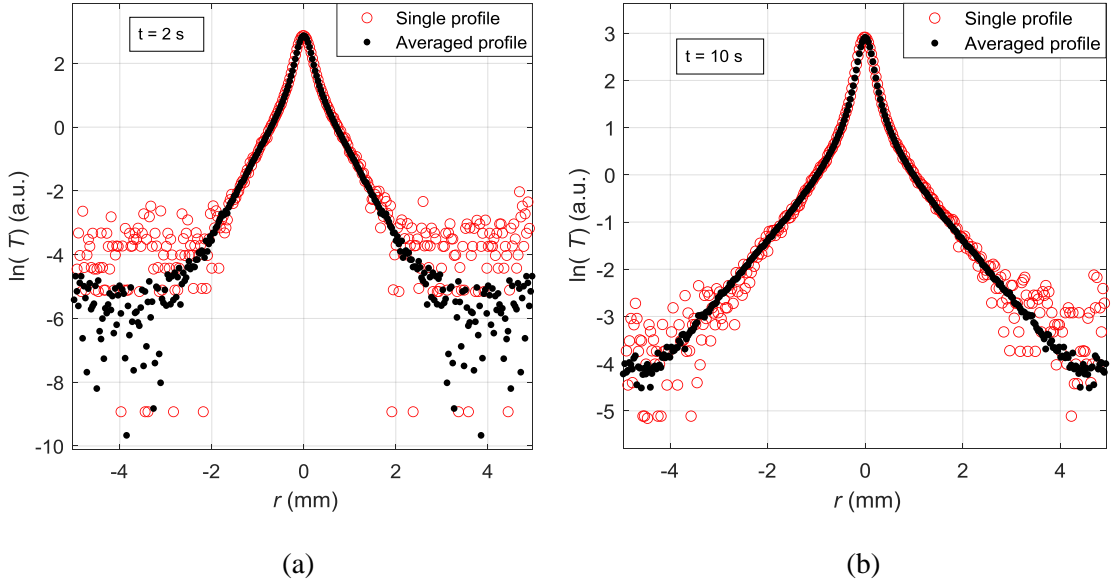 t = 2 s
Single profile
Averaged profile
2
0
-2
-4
-6
-8
-10
ln( T) (a.u.)
-4
-2
0
2
4
r (mm)
(a)
t = 10 s
Single profile
Averaged profile
3
2
1
0
-1
-2
-3
-4
-5
ln( T) (a.u.)
-4
-2
0
2
4
r (mm)
(b)